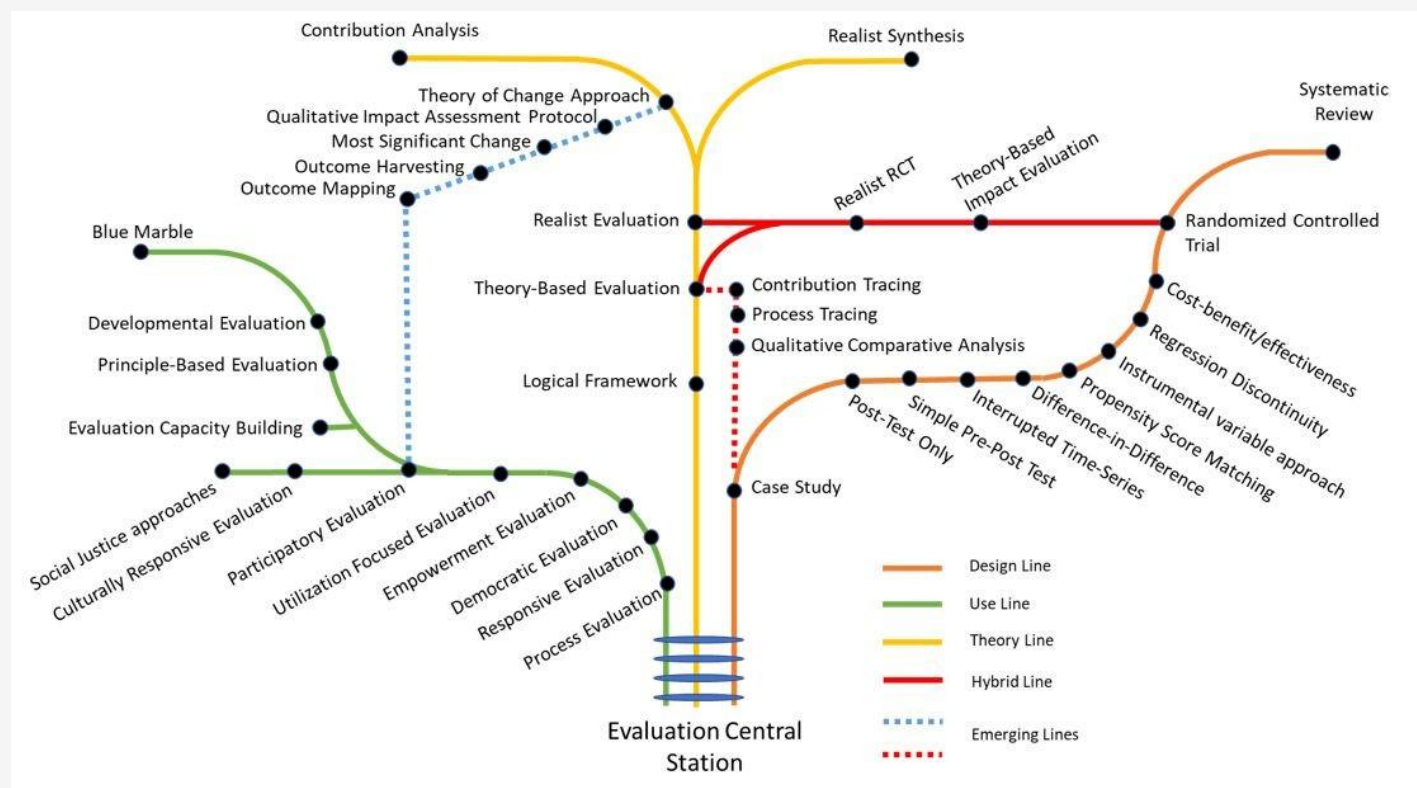 Contribution Analysis
Realist Synthesis
Theory of Change Approach
Qualitative Impact Assessment Protocol
Most Significant Change
Outcome Harvesting
Outcome Mapping
Systematic
Review
Realist RCT
Theory-Based
Impact Evaluation
Realist Evaluation
Randomized Controlled
Trial
Blue Marble
Theory-Based Evaluation
Contribution Tracing
Process Tracing
Qualitative Comparative Analysis
Developmental Evaluation
Principle-Based Evaluation
Logical Framework
Evaluation Capacity Building
Cost-benefit/effectiveness
Regression Discontinuity
Instrumental variable approach
Propensity Score Matching
Difference-in-Difference
Interrupted Time-Series
Simple Pre-Post Test
Post-Test Only
Case Study
Social Justice approaches
Culturally Responsive Evaluation
Participatory Evaluation
Utilization Focused Evaluation
Empowerment Evaluation
Democratic Evaluation
Responsive Evaluation
Process Evaluation
Design Line
Use Line
Theory Line
Hybrid Line
Emerging Lines
Evaluation Central
Station